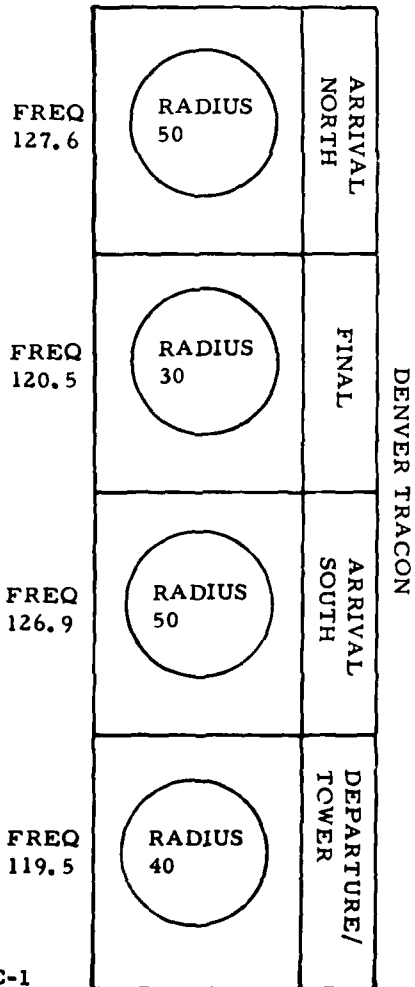 FREQ
127.6
RADIUS
50
ARRIVAL
NORTH
FREQ
120.5
RADIUS
30
FINAL
DENVER TRACON
FREQ
126.9
RADIUS
50
ARRIVAL
SOUTH
FREQ
119.5
RADIUS
40
DEPARTURE/
TOWER
C-1